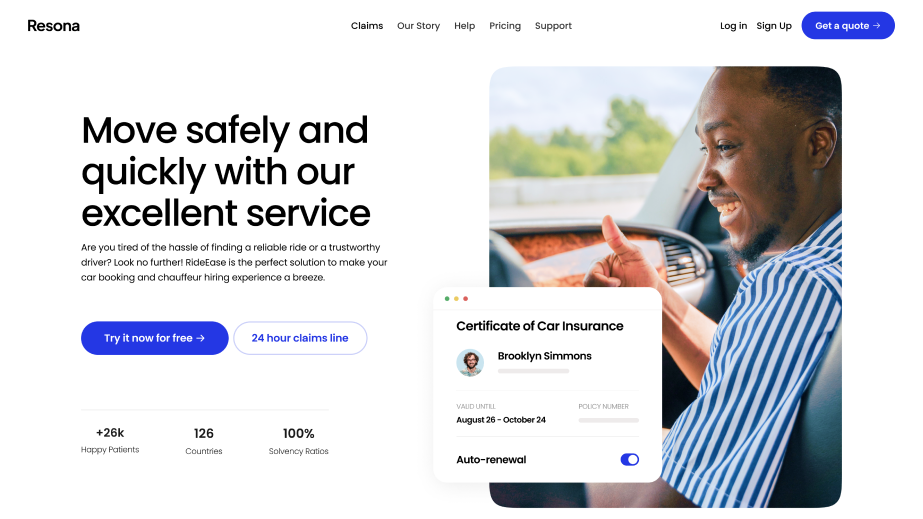 Resona
Claims
Our Story
Help
Pricing
Support
Log in
Sign Up
Get a quote →
Move safely and
quickly with our
excellent service
Are you tired of the hassle of finding a reliable ride or a trustworthy
driver? Look no further! RideEase is the perfect solution to make your
car booking and chauffeur hiring experience a breeze.
Try it now for free →
24 hour claims line
+26k
Happy Patients
126
Countries
100%
Solvency Ratios
Certificate of Car Insurance
Brooklyn Simmons
VALID UNTILL
POLICY NUMBER
August 26 - October 24
Auto-renewal